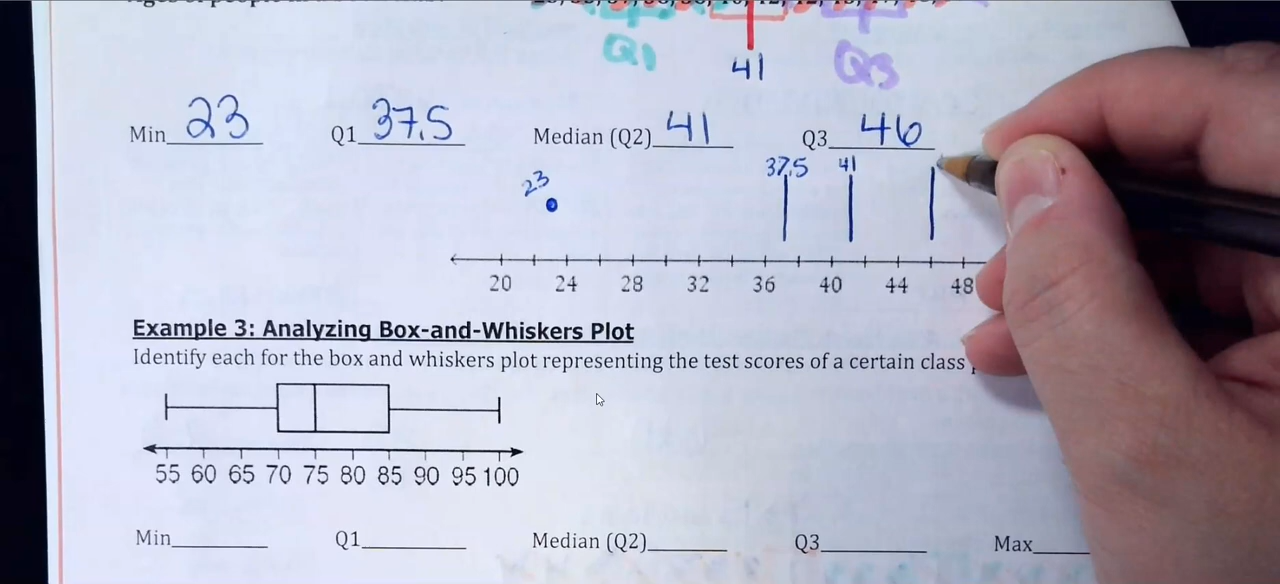 Q1 41 Q3
Min 23 Q1 37.5 Median (Q2) 41 Q3 46
23 37.5 41
20 24 28 32 36 40 44 48
Example 3: Analyzing Box-and-Whiskers Plot
Identify each for the box and whiskers plot representing the test scores of a certain class
55 60 65 70 75 80 85 90 95 100
Min Q1 Median (Q2) Q3 Max